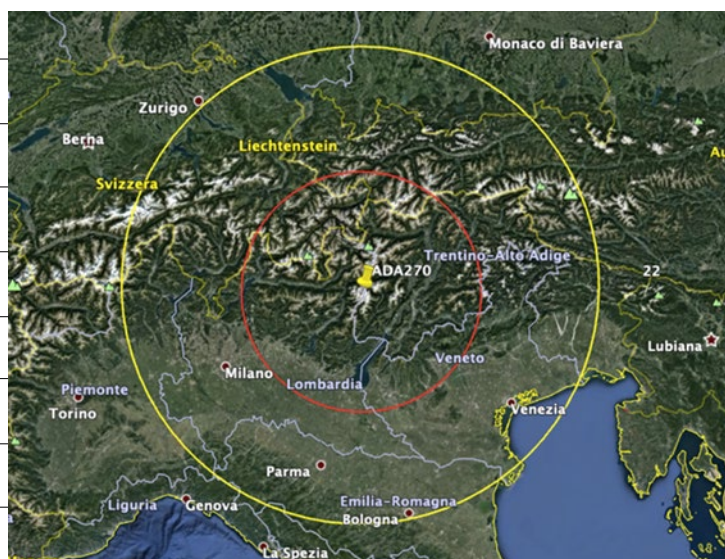 Monaco di Baviera
Zurigo
Berna
Liechtenstein
Svizzera
Trentino-Alto Adige
ADA270
22
Lubiana
Veneto
Milano
Lombardia
Piemonte
Torino
Venezia
Parma
Liguria
Genova
Emilia-Romagna
Bologna
La Spezia